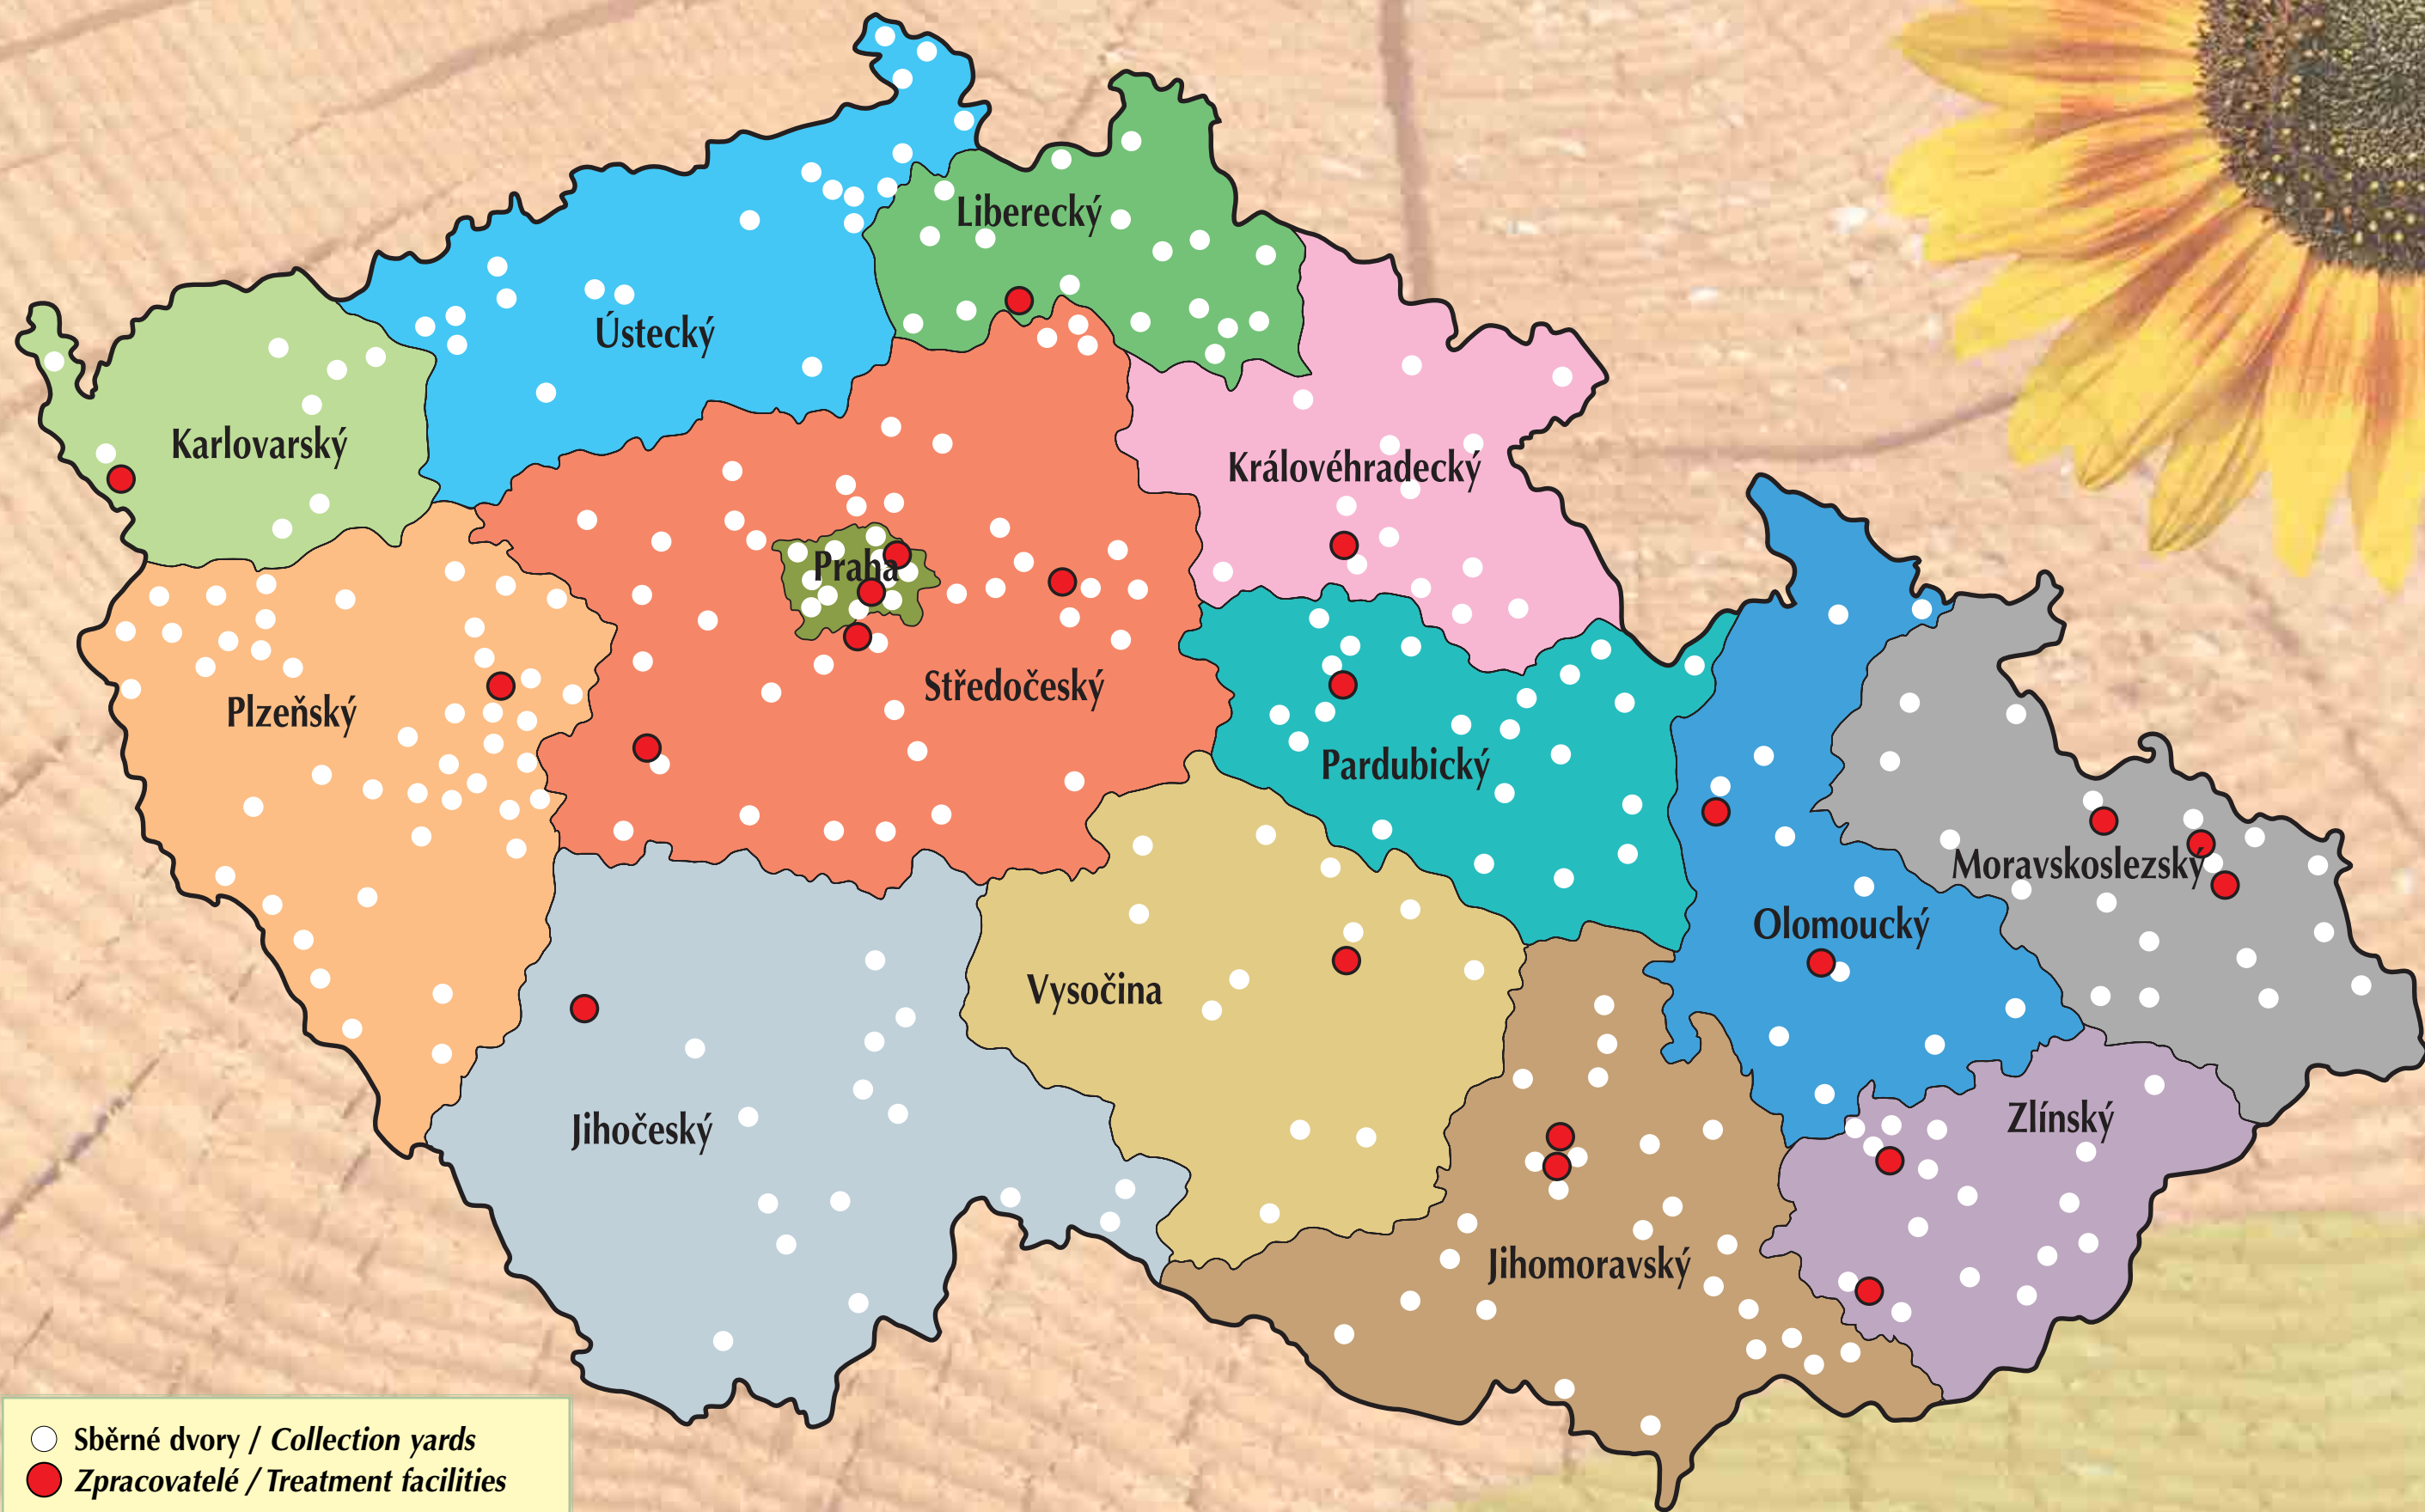 Liberecký
Ústecký
Karlovarský
Královéhradecký
Praha
Středočeský
Plzeňský
Pardubický
Moravskoslezský
Olomoucký
Vysočina
Zlínský
Jihočeský
Jihomoravský
Sběrné dvory / Collection yards
Zpracovatelé / Treatment facilities